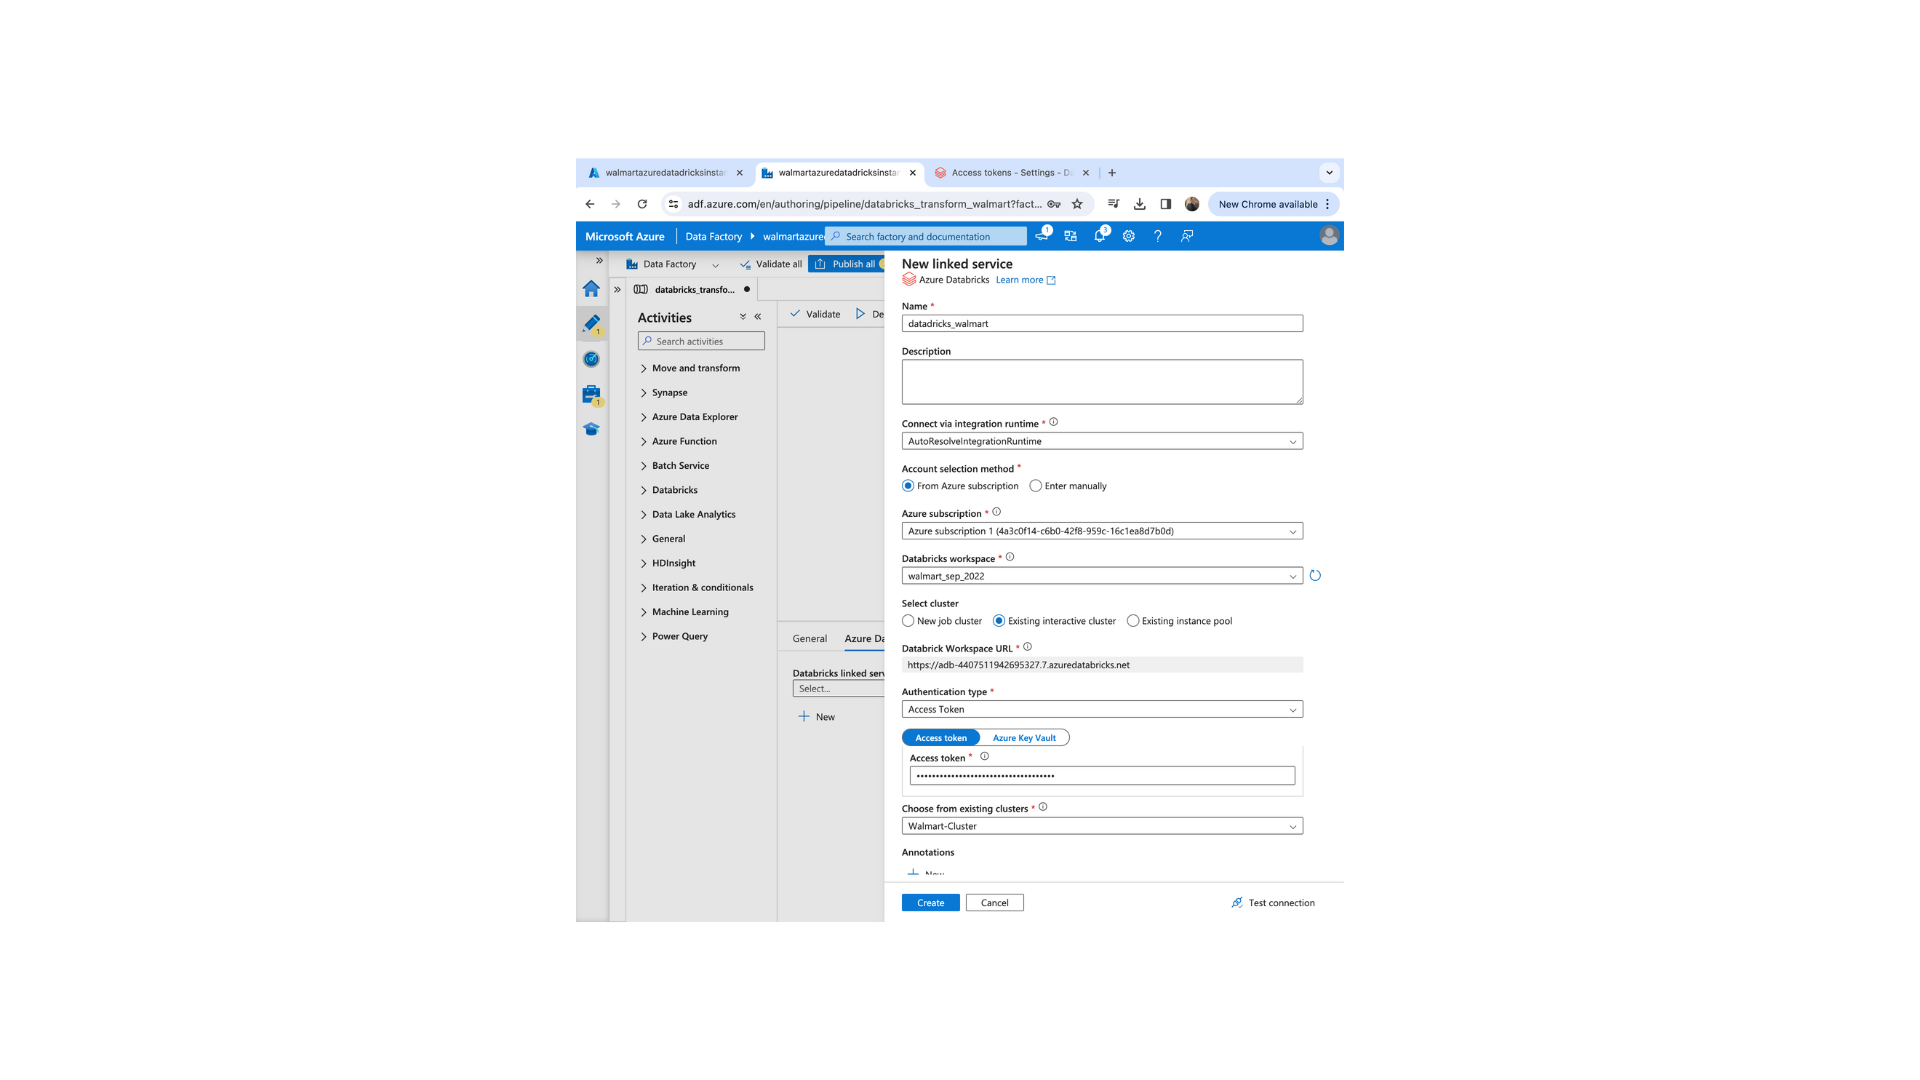 walmartazuredatadricksinsta
walmartazuredatadricksinsta
Access tokens - Settings - D
adf.azure.com/en/authoring/pipeline/databricks_transform_walmart?fact...
New Chrome available
Microsoft Azure
Data Factory
walmartazure
Search factory and documentation
1
3
Data Factory
Validate all
Publish all
databricks_transfo...
1
1
Activities
Search activities
Move and transform
Synapse
Azure Data Explorer
Azure Function
Batch Service
Databricks
Data Lake Analytics
General
HDInsight
Iteration & conditionals
Machine Learning
Power Query
Validate
De
General
Azure Da
Databricks linked serv
Select...
New
New linked service
Azure Databricks Learn more
Name *
datadricks_walmart
Description
Connect via integration runtime *
AutoResolveIntegrationRuntime
Account selection method *
From Azure subscription
Enter manually
Azure subscription *
Azure subscription 1 (4a3c0f14-c6b0-42f8-959c-16c1ea8d7b0d)
Databricks workspace *
walmart_sep_2022
Select cluster
New job cluster
Existing interactive cluster
Existing instance pool
Databrick Workspace URL *
https://adb-4407511942695327.7.azuredatabricks.net
Authentication type *
Access Token
Access token
Azure Key Vault
Access token *
••••••••••••••••••••••••••••••••••••
Choose from existing clusters *
Walmart-Cluster
Annotations
New
Create
Cancel
Test connection